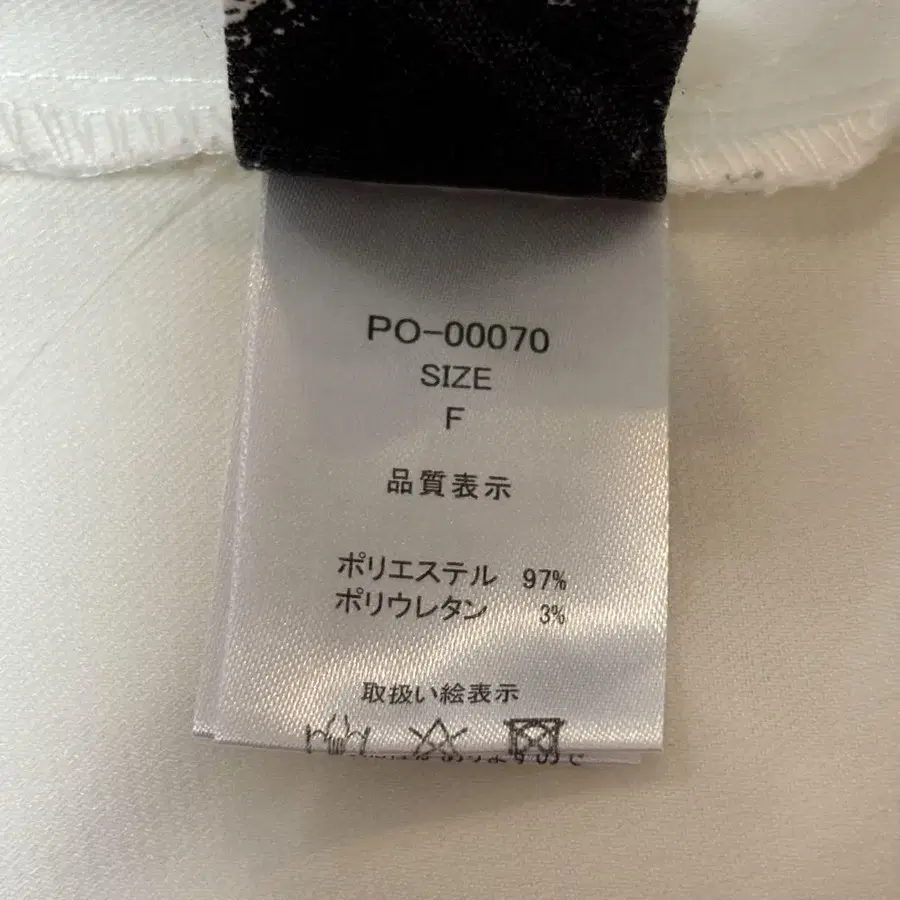 PO-00070
SIZE
F
品質表示
ポリエステル 97%
ポリウレタン 3%
取扱い絵表示